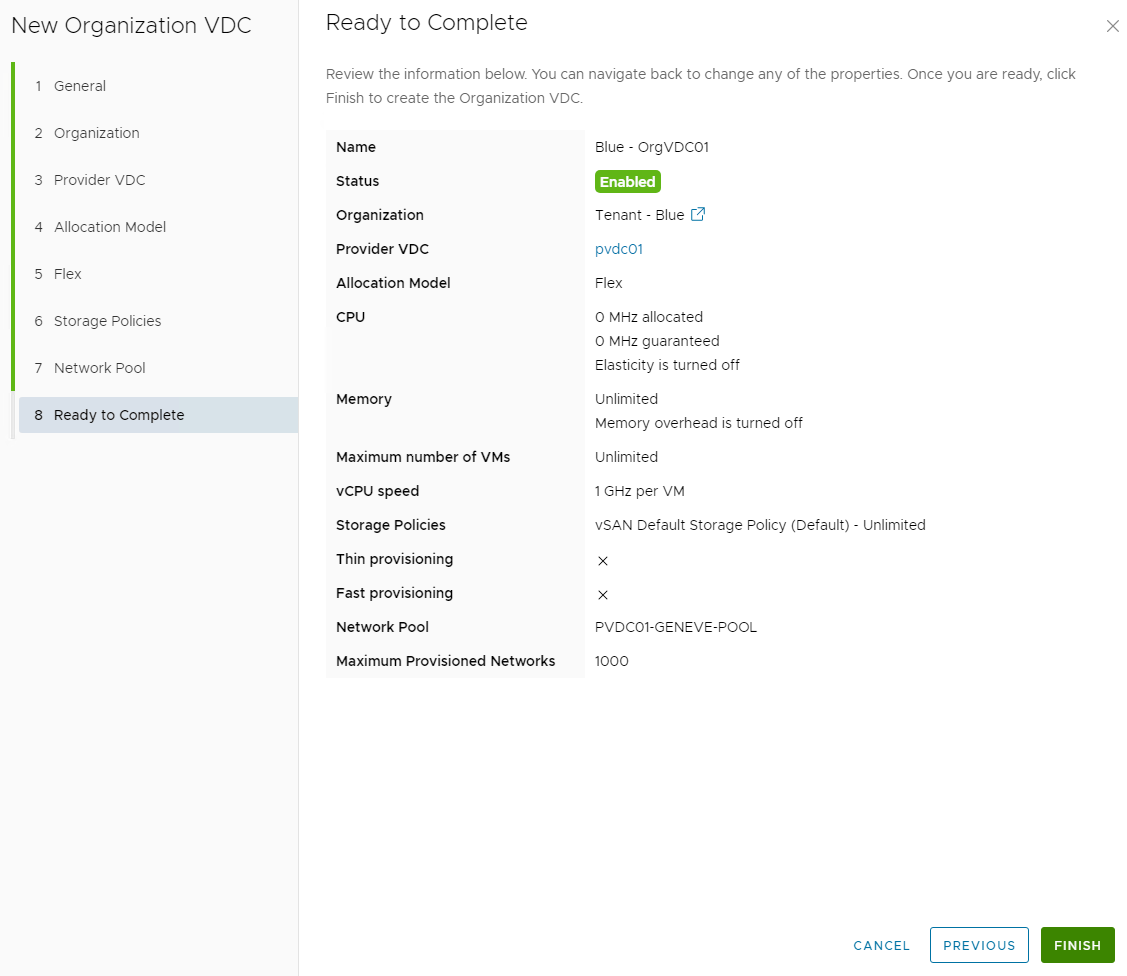 New Organization VDC
1 General
2 Organization
3 Provider VDC
4 Allocation Model
5 Flex
6 Storage Policies
7 Network Pool
8 Ready to Complete
Ready to Complete
Review the information below. You can navigate back to change any of the properties. Once you are ready, click
Finish to create the Organization VDC.
Name Blue - OrgVDC01
Status Enabled
Organization Tenant - Blue
Provider VDC pvdc01
Allocation Model Flex
CPU 0 MHz allocated
0 MHz guaranteed
Elasticity is turned off
Memory Unlimited
Memory overhead is turned off
Maximum number of VMs Unlimited
vCPU speed 1 GHz per VM
Storage Policies vSAN Default Storage Policy (Default) - Unlimited
Thin provisioning
Fast provisioning
Network Pool PVDC01-GENEVE-POOL
Maximum Provisioned Networks 1000
CANCEL PREVIOUS FINISH